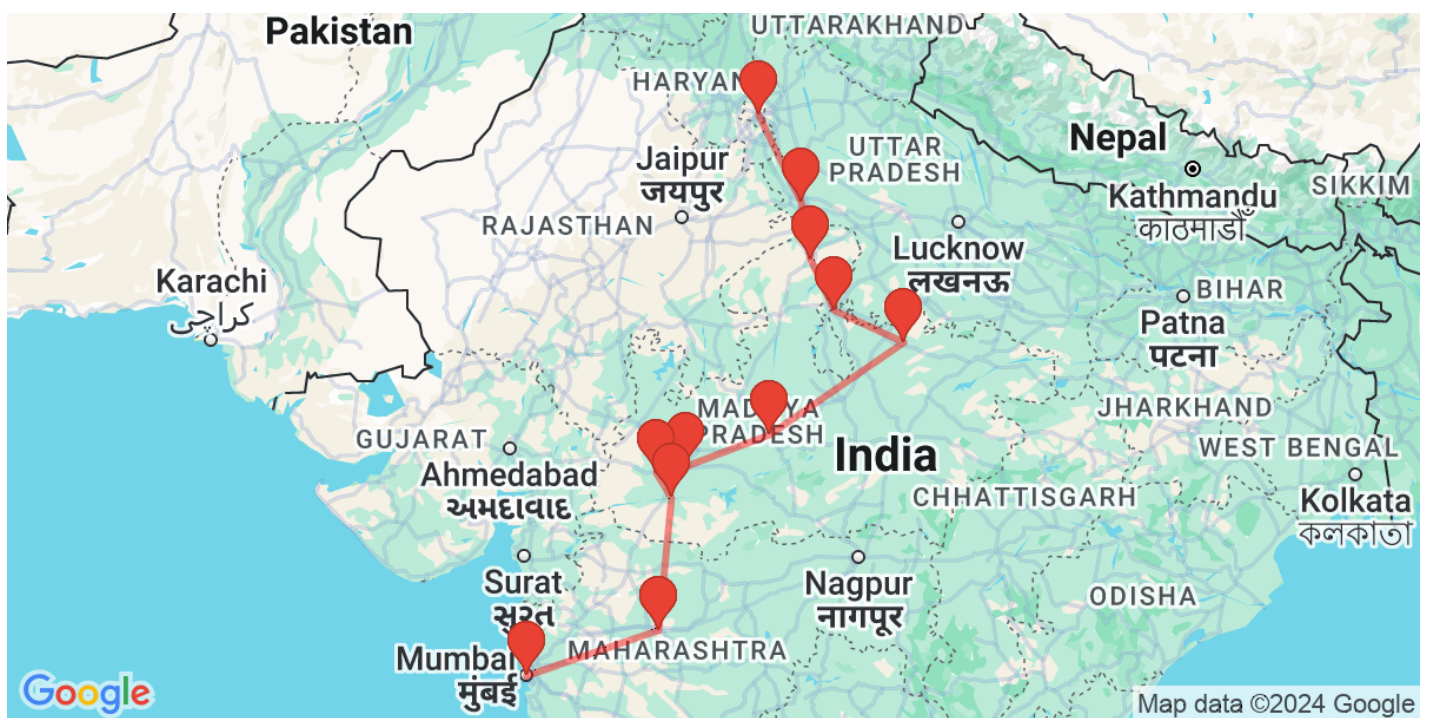 Pakistan
UTTARAKHAND
HARYAN
Nepal
Jaipur
जयपुर
UTTAR
PRADESH
Kathmandu
काठमाडौँ
SIKKIM
RAJASTHAN
Lucknow
लखनऊ
Karachi
کراچی
BIHAR
Patna
पटना
MADHYA
PRADESH
JHARKHAND
GUJARAT
India
WEST BENGAL
Ahmedabad
અમદાવાદ
CHHATTISGARH
Kolkata
কলকাতা
Surat
સુરત
Nagpur
नागपूर
ODISHA
Mumbai
मुंबई
MAHARASHTRA
Google
Map data ©2024 Google